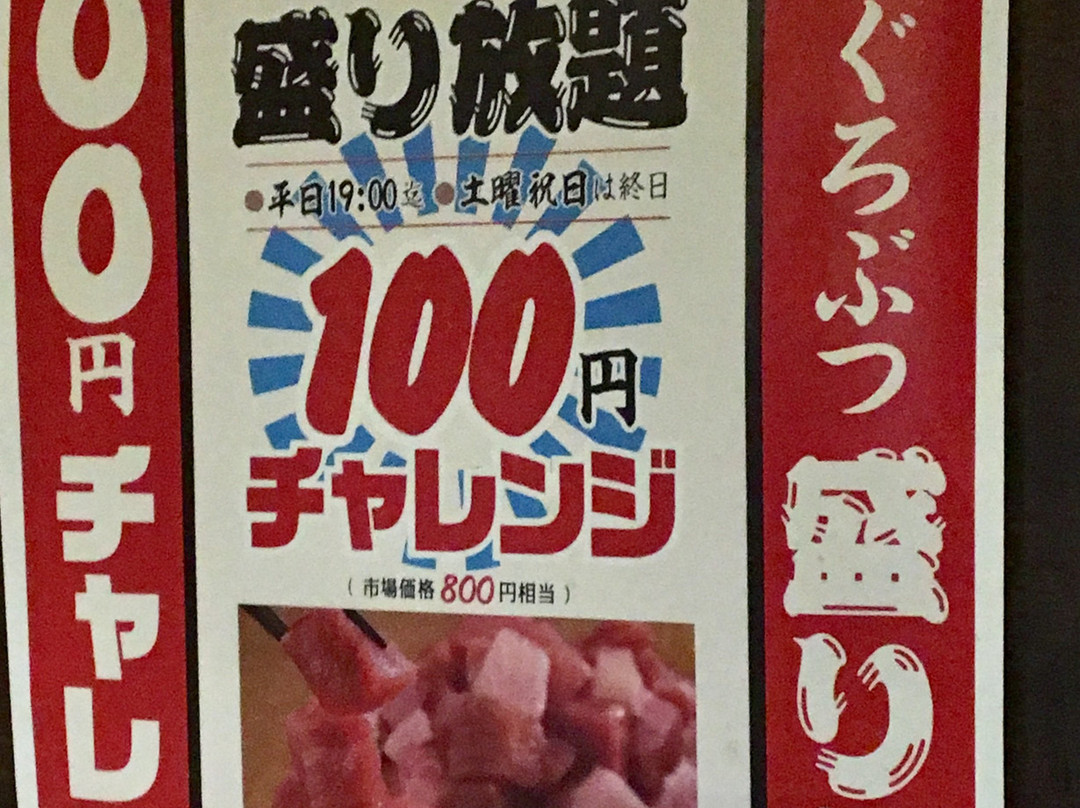 盛り放題
●平日19:00迄 ●土曜祝日は終日
100円
チャレンジ
(市場価格800円相当)
ぐろぶつ盛り
00円チャレ